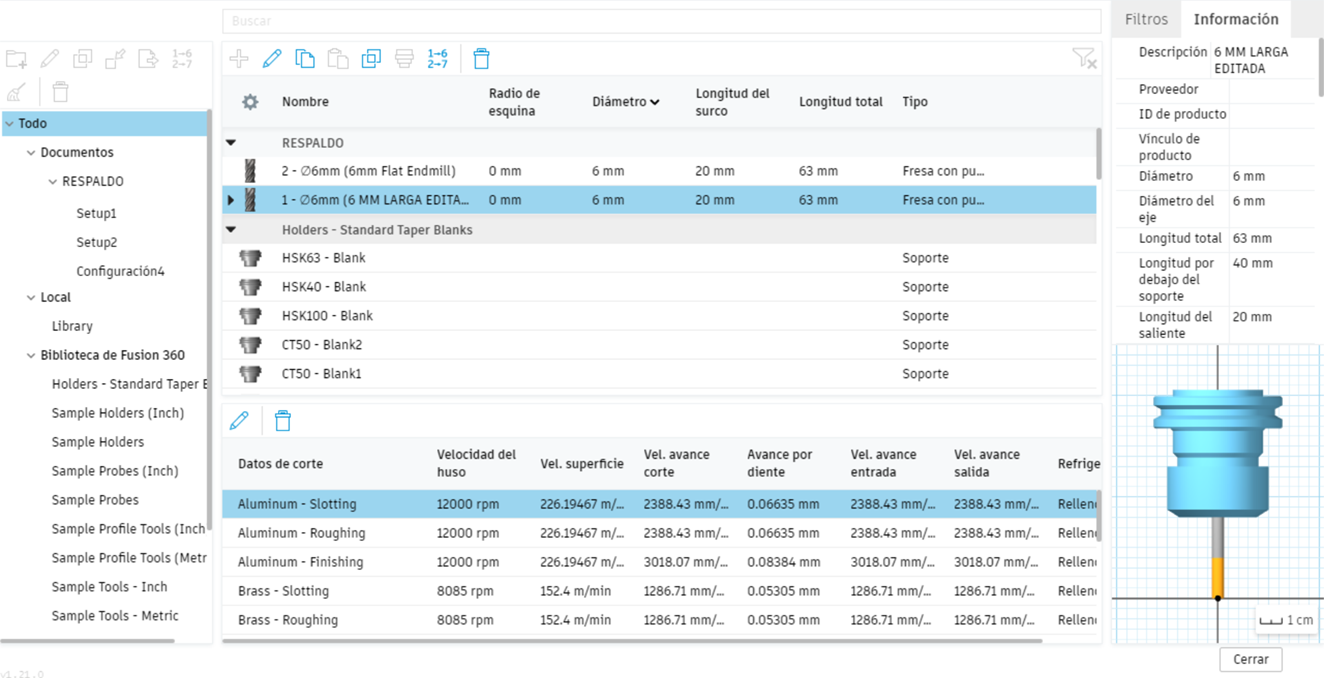 Buscar
Filtros
Información
1→6
2→7
1→6
2→7
Todo
Documentos
RESPALDO
Setup1
Setup2
Configuración4
Local
Library
Biblioteca de Fusion 360
Holders - Standard Taper B
Sample Holders (Inch)
Sample Holders
Sample Probes (Inch)
Sample Probes
Sample Profile Tools (Inch
Sample Profile Tools (Metr
Sample Tools - Inch
Sample Tools - Metric
v1.21.0
Nombre Radio de esquina Diámetro Longitud del surco Longitud total Tipo
RESPALDO
2 - ∅6mm (6mm Flat Endmill) 0 mm 6 mm 20 mm 63 mm Fresa con pu...
1 - ∅6mm (6 MM LARGA EDITA... 0 mm 6 mm 20 mm 63 mm Fresa con pu...
Holders - Standard Taper Blanks
HSK63 - Blank Soporte
HSK40 - Blank Soporte
HSK100 - Blank Soporte
CT50 - Blank2 Soporte
CT50 - Blank1 Soporte
Datos de corte Velocidad del huso Vel. superficie Vel. avance corte Avance por diente Vel. avance entrada Vel. avance salida Refrige
Aluminum - Slotting 12000 rpm 226.19467 m/... 2388.43 mm/... 0.06635 mm 2388.43 mm/... 2388.43 mm/... Rellen
Aluminum - Roughing 12000 rpm 226.19467 m/... 2388.43 mm/... 0.06635 mm 2388.43 mm/... 2388.43 mm/... Rellen
Aluminum - Finishing 12000 rpm 226.19467 m/... 3018.07 mm/... 0.08384 mm 3018.07 mm/... 3018.07 mm/... Rellen
Brass - Slotting 8085 rpm 152.4 m/min 1286.71 mm/... 0.05305 mm 1286.71 mm/... 1286.71 mm/... Rellen
Brass - Roughing 8085 rpm 152.4 m/min 1286.71 mm/... 0.05305 mm 1286.71 mm/... 1286.71 mm/... Rellen
Descripción 6 MM LARGA
EDITADA
Proveedor
ID de producto
Vínculo de
producto
Diámetro 6 mm
Diámetro del 6 mm
eje
Longitud total 63 mm
Longitud por 40 mm
debajo del
soporte
Longitud del 20 mm
saliente
1 cm
Cerrar